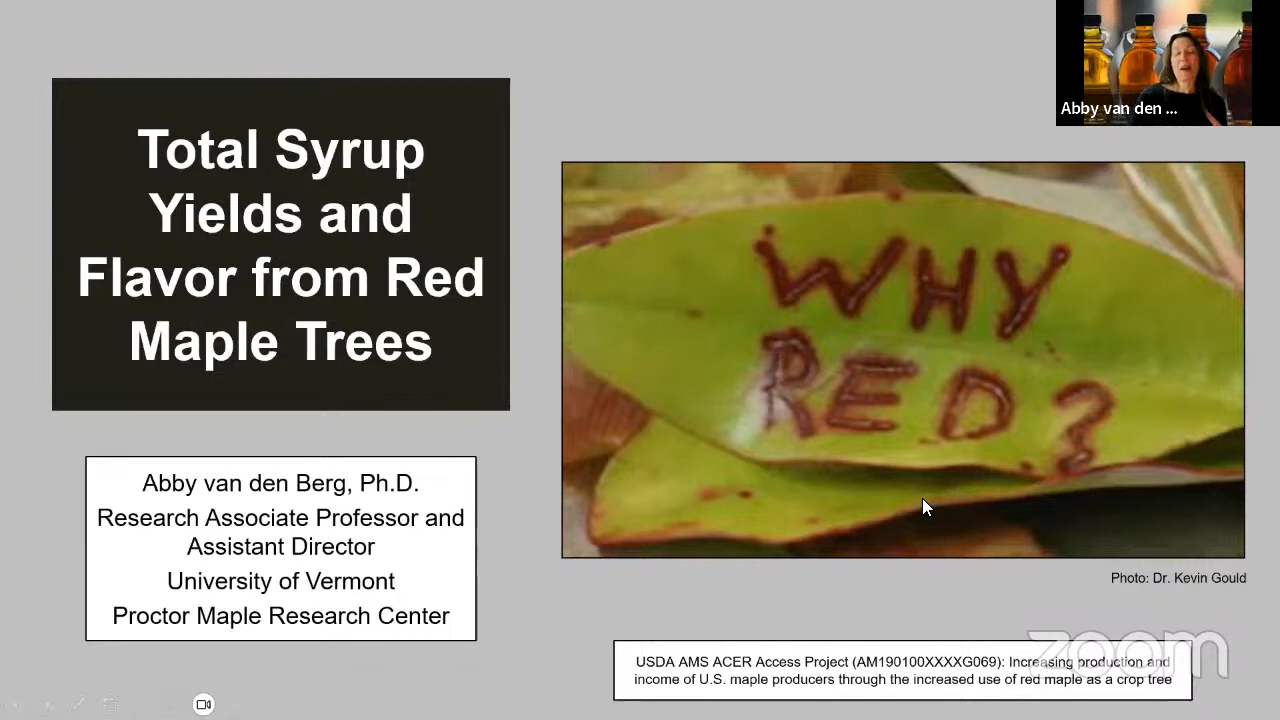 Abby van den ...
Total Syrup
Yields and
Flavor from Red
Maple Trees
WHY
RED?
Abby van den Berg, Ph.D.
Research Associate Professor and
Assistant Director
University of Vermont
Proctor Maple Research Center
Photo: Dr. Kevin Gould
USDA AMS ACER Access Project (AM190100XXXXG069): Increasing production and
income of U.S. maple producers through the increased use of red maple as a crop tree
zoom